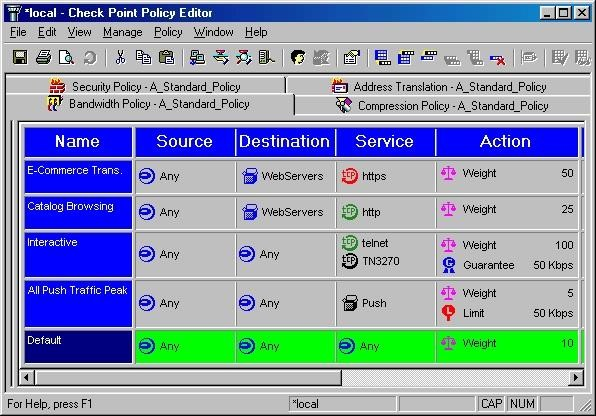 *local - Check Point Policy Editor
File Edit View Manage Policy Window Help
Security Policy - A_Standard_Policy
Address Translation - A_Standard_Policy
Bandwidth Policy - A_Standard_Policy
Compression Policy - A_Standard_Policy
Name Source Destination Service Action
E-Commerce Trans. Any WebServers https Weight 50
Catalog Browsing Any WebServers http Weight 25
Interactive Any Any telnet Weight 100
TN3270 Guarantee 50 Kbps
All Push Traffic Peak Any Any Push Weight 5
Limit 50 Kbps
Default Any Any Any Weight 10
For Help, press F1 *local CAP NUM